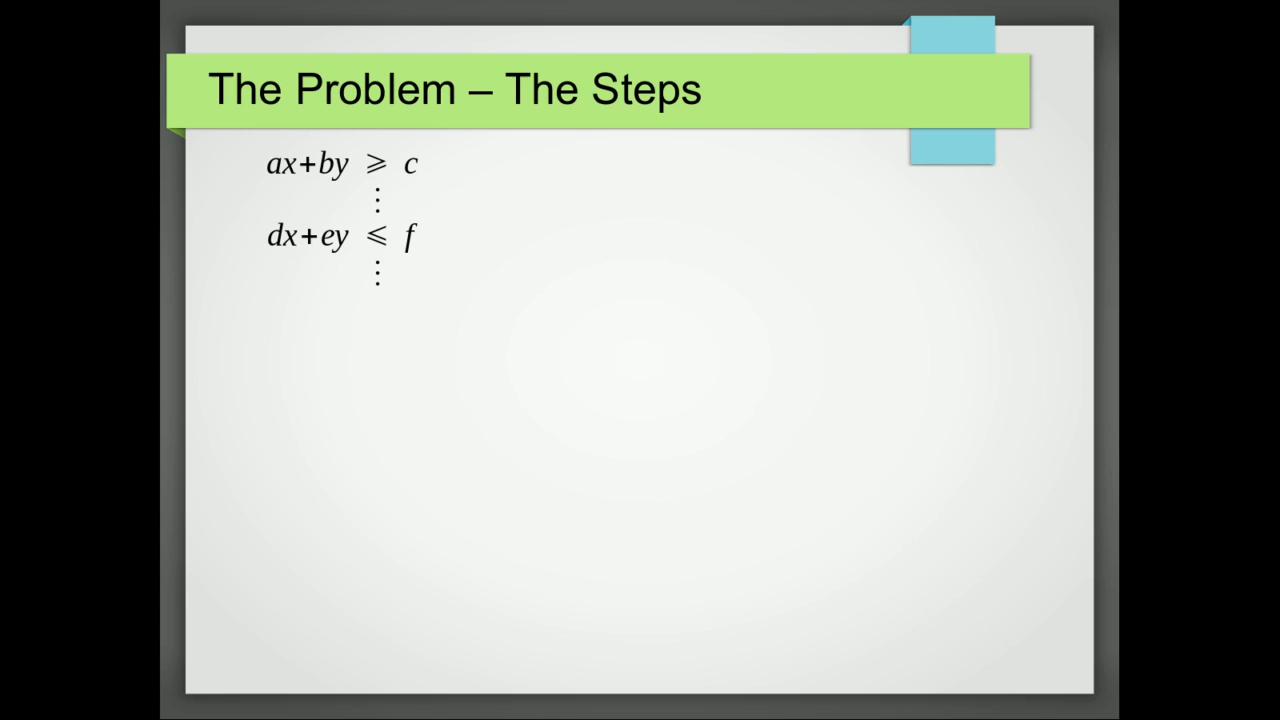 The Problem – The Steps
ax+by ⩾ c
⋮
dx+ey ⩽ f
⋮